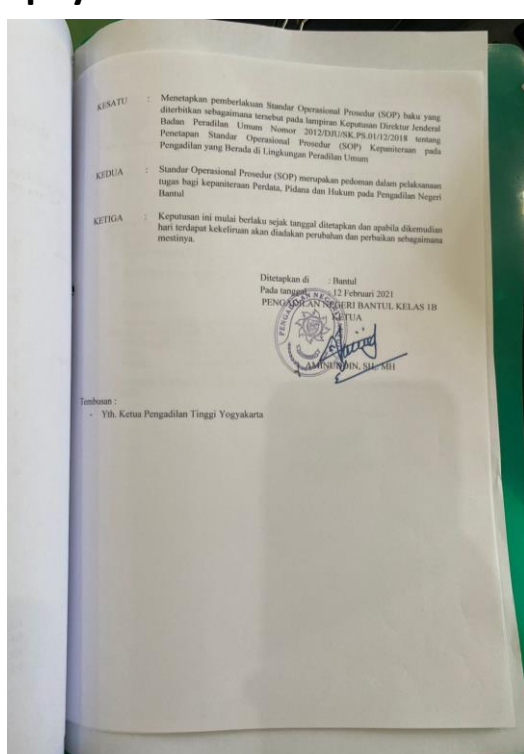 KESATU : Menetapkan pemberlakuan Standar Operasional Prosedur (SOP) baku yang
diterbitkan sebagaimana tersebut pada lampiran Keputusan Direktur Jenderal
Badan Peradilan Umum Nomor 2012/DJU/SK.PS.01/12/2018 tentang
Penetapan Standar Operasional Prosedur (SOP) Kepaniteraan pada
Pengadilan yang Berada di Lingkungan Peradilan Umum
KEDUA : Standar Operasional Prosedur (SOP) merupakan pedoman dalam pelaksanaan
tugas bagi kepaniteraan Perdata, Pidana dan Hukum pada Pengadilan Negeri
Bantul
KETIGA : Keputusan ini mulai berlaku sejak tanggal ditetapkan dan apabila dikemudian
hari terdapat kekeliruan akan diadakan perubahan dan perbaikan sebagaimana
mestinya.
Ditetapkan di : Bantul
Pada tanggal : 12 Februari 2021
PENGADILAN NEGERI BANTUL KELAS 1B
KETUA
AMINUDDIN, SH., MH
Tembusan :
- Yth. Ketua Pengadilan Tinggi Yogyakarta